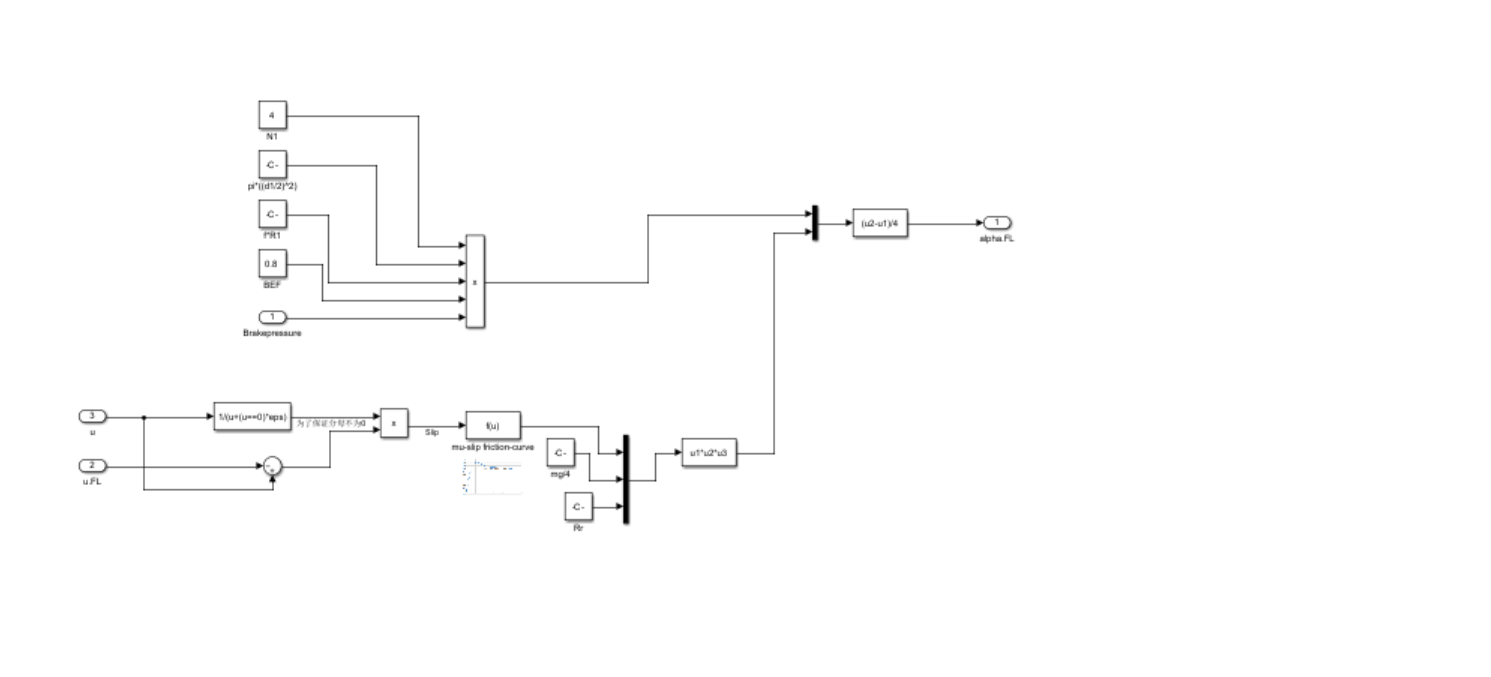 4
N1
-C-
pi*((d1/2)^2)
-C-
f*R1
0.8
BEF
1
Brakepressure
x
(u2-u1)/4
1
alpha.FL
3
u
1/(u+(u==0)*eps)
为了保证分母不为0
x
Slip
f(u)
mu-slip friction-curve
-C-
mg/4
u1*u2*u3
2
u.FL
-C-
Rr